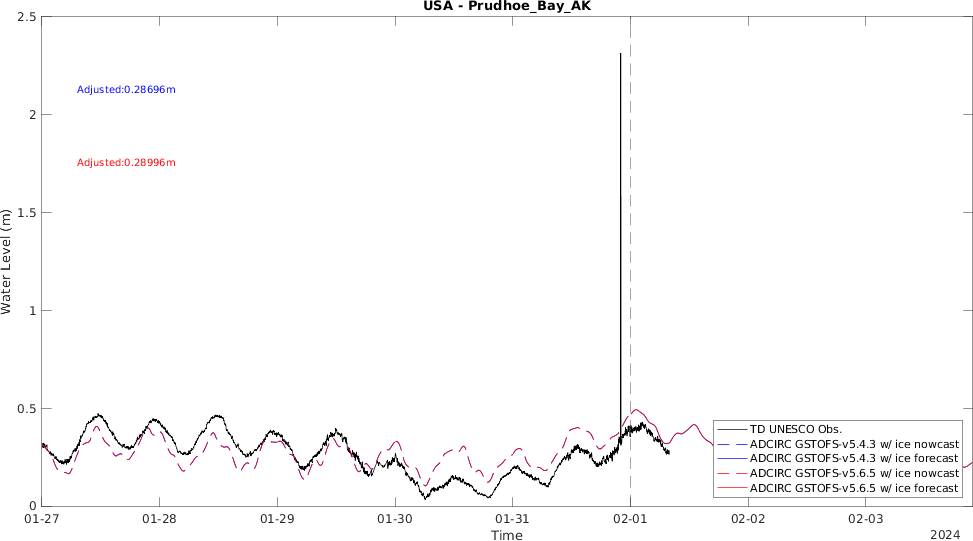 USA - Prudhoe_Bay_AK
2.5
Adjusted:0.28696m
2
Adjusted:0.28996m
1.5
Water Level (m)
1
0.5
TD UNESCO Obs.
ADCIRC GSTOFS-v5.4.3 w/ ice nowcast
ADCIRC GSTOFS-v5.4.3 w/ ice forecast
ADCIRC GSTOFS-v5.6.5 w/ ice nowcast
ADCIRC GSTOFS-v5.6.5 w/ ice forecast
0
01-27 01-28 01-29 01-30 01-31 02-01 02-02 02-03
Time
2024